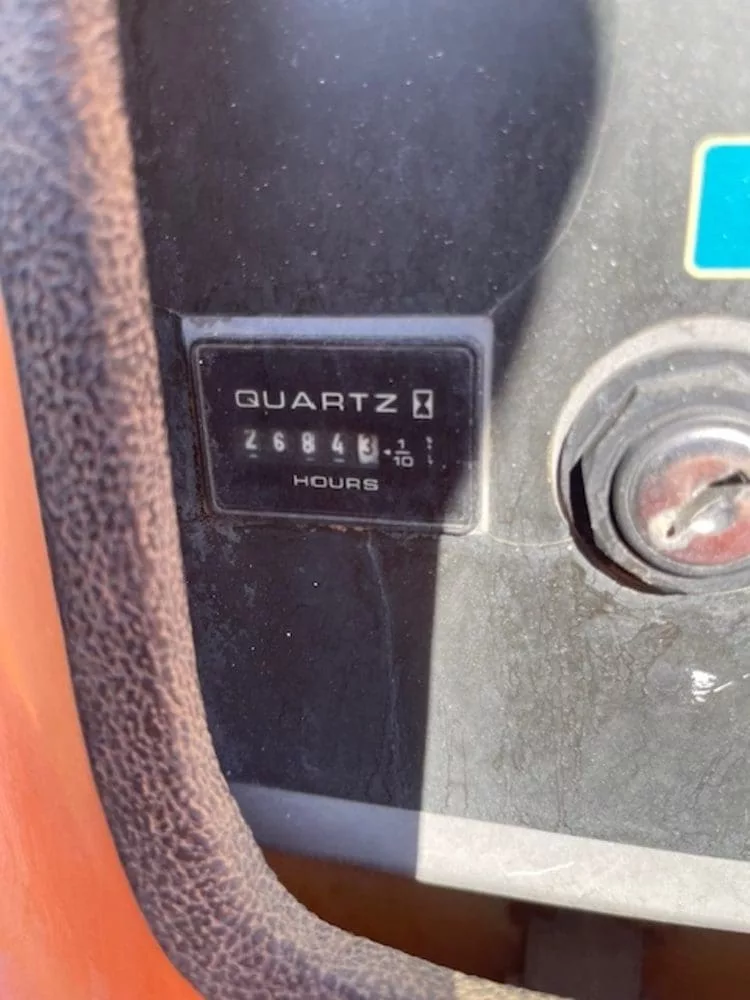 QUARTZ
26843 . 1/10
HOURS